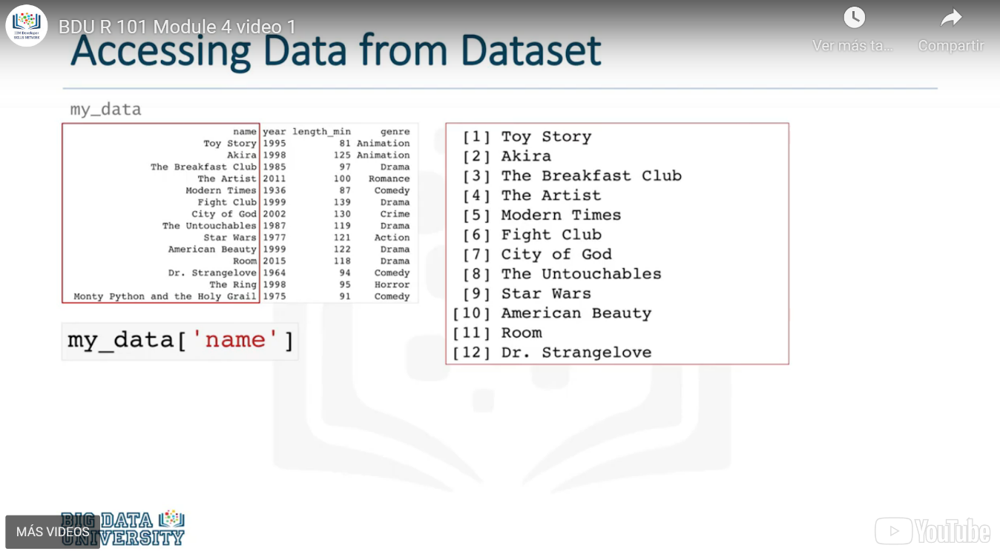 BDU R 101 Module 4 video 1
Ver más ta...
Compartir
IBM Developer
SKILLS NETWORK
Accessing Data from Dataset
my_data
name year length_min genre
Toy Story 1995 81 Animation
Akira 1998 125 Animation
The Breakfast Club 1985 97 Drama
The Artist 2011 100 Romance
Modern Times 1936 87 Comedy
Fight Club 1999 139 Drama
City of God 2002 130 Crime
The Untouchables 1987 119 Drama
Star Wars 1977 121 Action
American Beauty 1999 122 Drama
Room 2015 118 Drama
Dr. Strangelove 1964 94 Comedy
The Ring 1998 95 Horror
Monty Python and the Holy Grail 1975 91 Comedy
my_data['name']
[1] Toy Story
[2] Akira
[3] The Breakfast Club
[4] The Artist
[5] Modern Times
[6] Fight Club
[7] City of God
[8] The Untouchables
[9] Star Wars
[10] American Beauty
[11] Room
[12] Dr. Strangelove
BIG DATA
UNIVERSITY
MÁS VIDEOS
YouTube